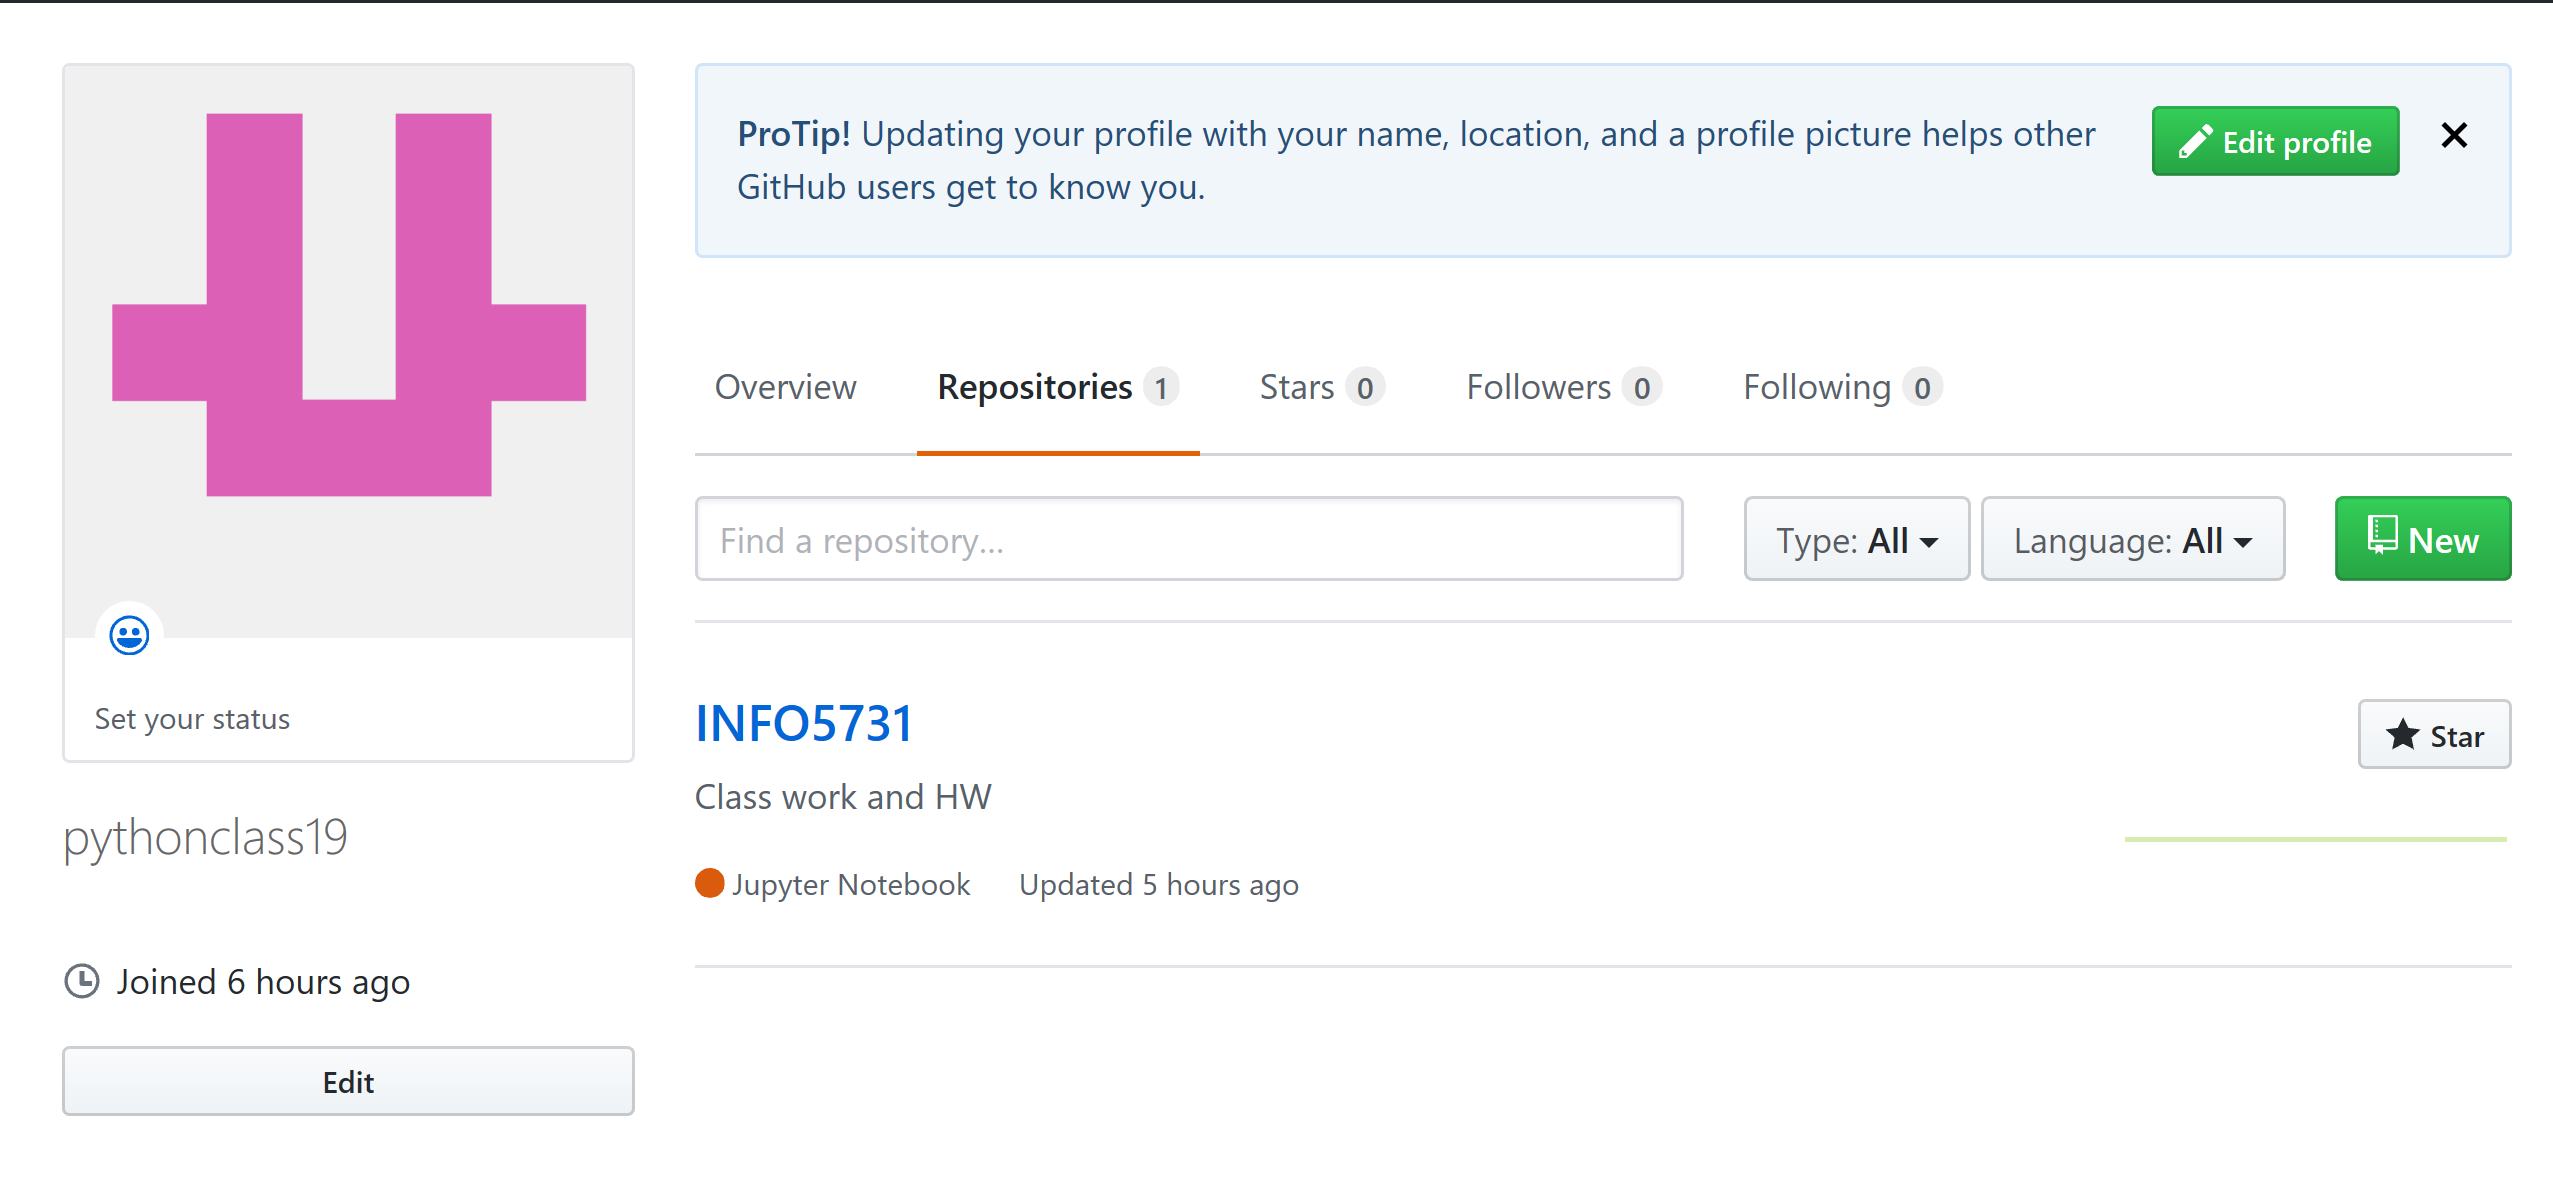 ProTip! Updating your profile with your name, location, and a profile picture helps other
GitHub users get to know you.
Edit profile
Overview
Repositories 1
Stars 0
Followers 0
Following 0
Find a repository...
Type: All
Language: All
New
Set your status
pythonclass19
Joined 6 hours ago
Edit
INFO5731
Star
Class work and HW
Jupyter Notebook
Updated 5 hours ago